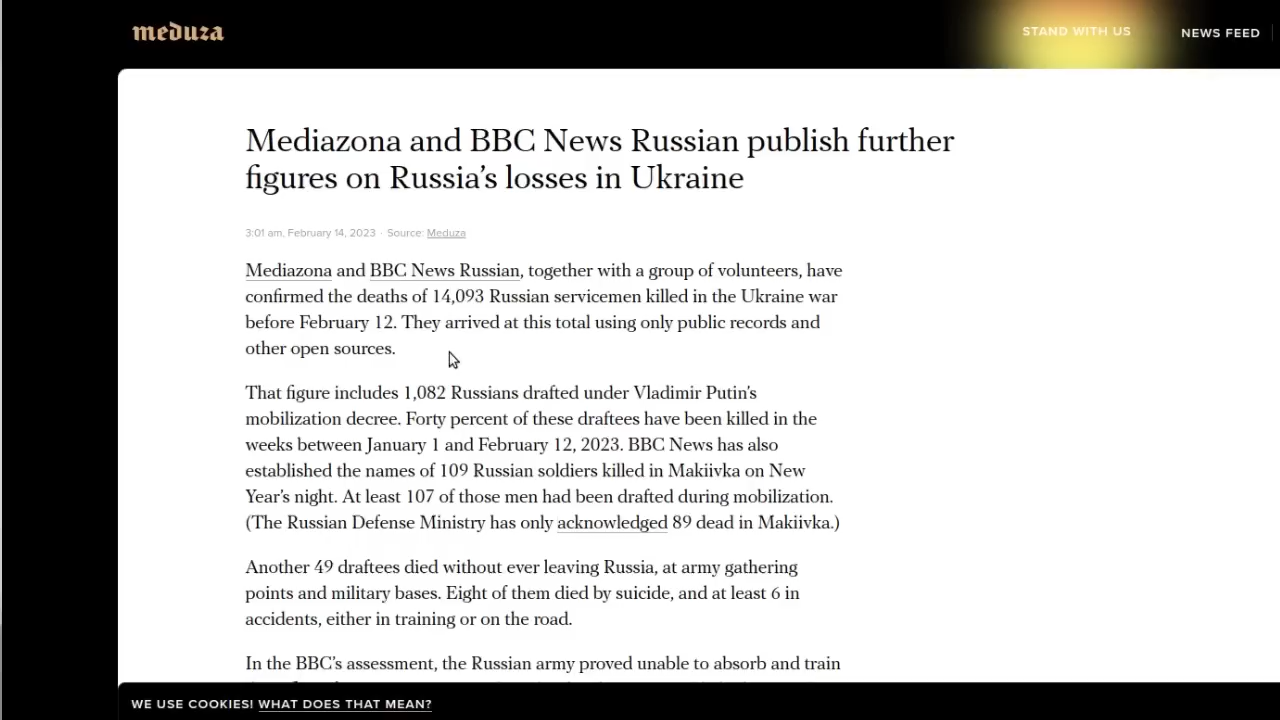 meduza
STAND WITH US
NEWS FEED
Mediazona and BBC News Russian publish further
figures on Russia’s losses in Ukraine
3:01 am, February 14, 2023 · Source: Meduza
Mediazona and BBC News Russian, together with a group of volunteers, have
confirmed the deaths of 14,093 Russian servicemen killed in the Ukraine war
before February 12. They arrived at this total using only public records and
other open sources.
That figure includes 1,082 Russians drafted under Vladimir Putin’s
mobilization decree. Forty percent of these draftees have been killed in the
weeks between January 1 and February 12, 2023. BBC News has also
established the names of 109 Russian soldiers killed in Makiivka on New
Year’s night. At least 107 of those men had been drafted during mobilization.
(The Russian Defense Ministry has only acknowledged 89 dead in Makiivka.)
Another 49 draftees died without ever leaving Russia, at army gathering
points and military bases. Eight of them died by suicide, and at least 6 in
accidents, either in training or on the road.
In the BBC’s assessment, the Russian army proved unable to absorb and train
WE USE COOKIES! WHAT DOES THAT MEAN?